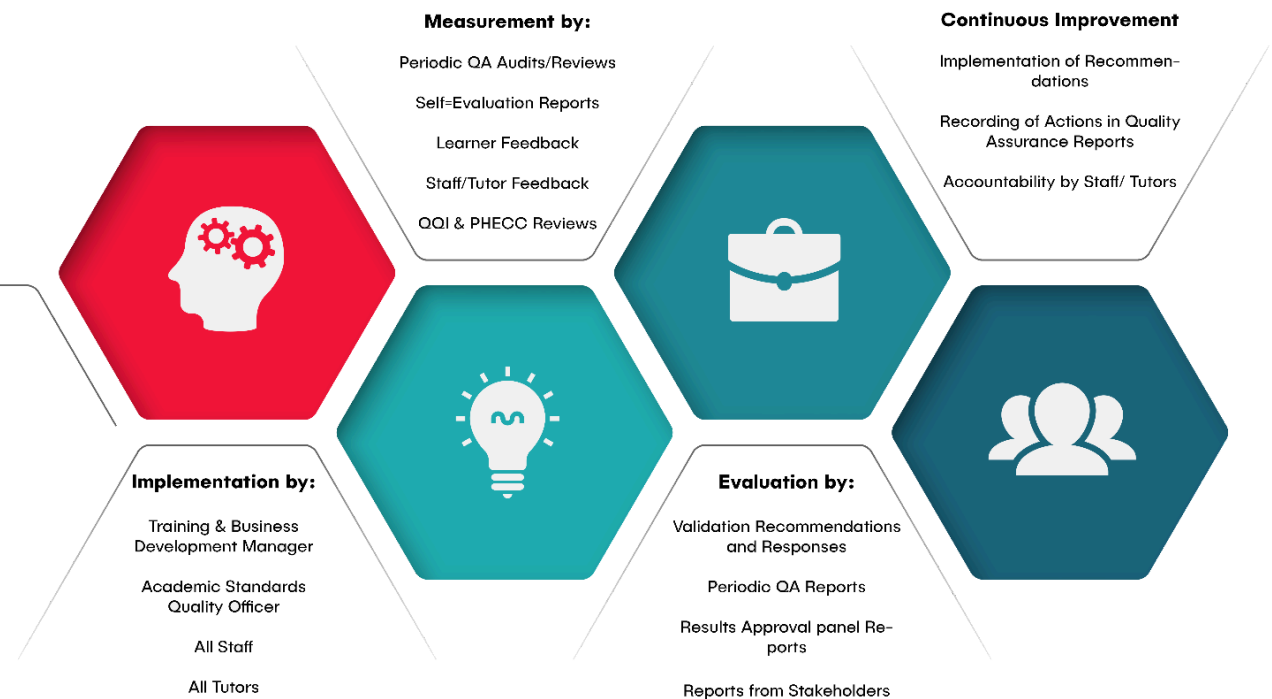 Measurement by:
Periodic QA Audits/Reviews
Self=Evaluation Reports
Learner Feedback
Staff/Tutor Feedback
QQI & PHECC Reviews
Continuous Improvement
Implementation of Recommen-
dations
Recording of Actions in Quality
Assurance Reports
Accountability by Staff/ Tutors
Implementation by:
Training & Business
Development Manager
Academic Standards
Quality Officer
All Staff
All Tutors
Evaluation by:
Validation Recommendations
and Responses
Periodic QA Reports
Results Approval panel Re-
ports
Reports from Stakeholders